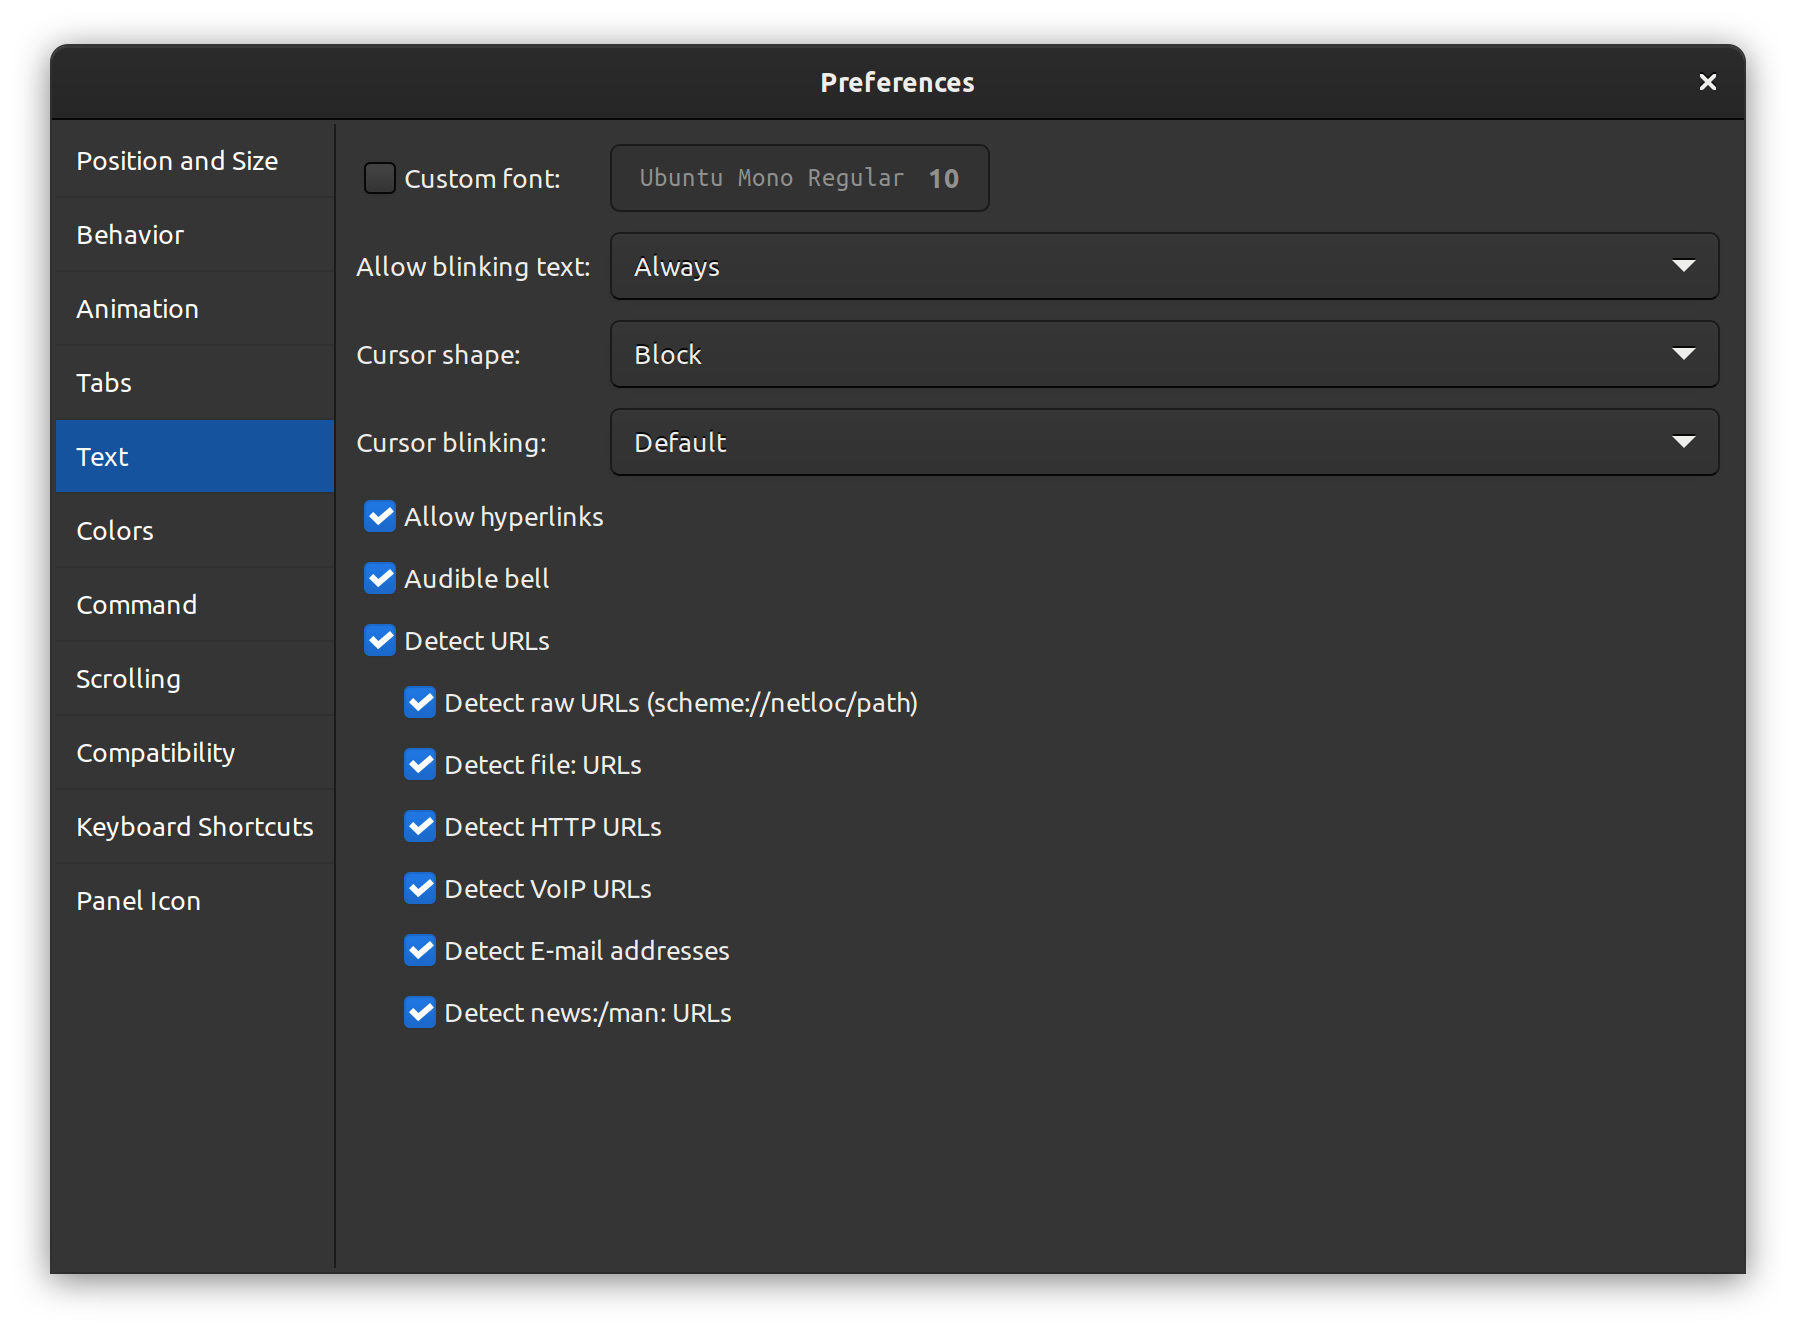 Preferences
Position and Size
Behavior
Animation
Tabs
Text
Colors
Command
Scrolling
Compatibility
Keyboard Shortcuts
Panel Icon
Custom font: Ubuntu Mono Regular 10
Allow blinking text: Always
Cursor shape: Block
Cursor blinking: Default
Allow hyperlinks
Audible bell
Detect URLs
Detect raw URLs (scheme://netloc/path)
Detect file: URLs
Detect HTTP URLs
Detect VoIP URLs
Detect E-mail addresses
Detect news:/man: URLs